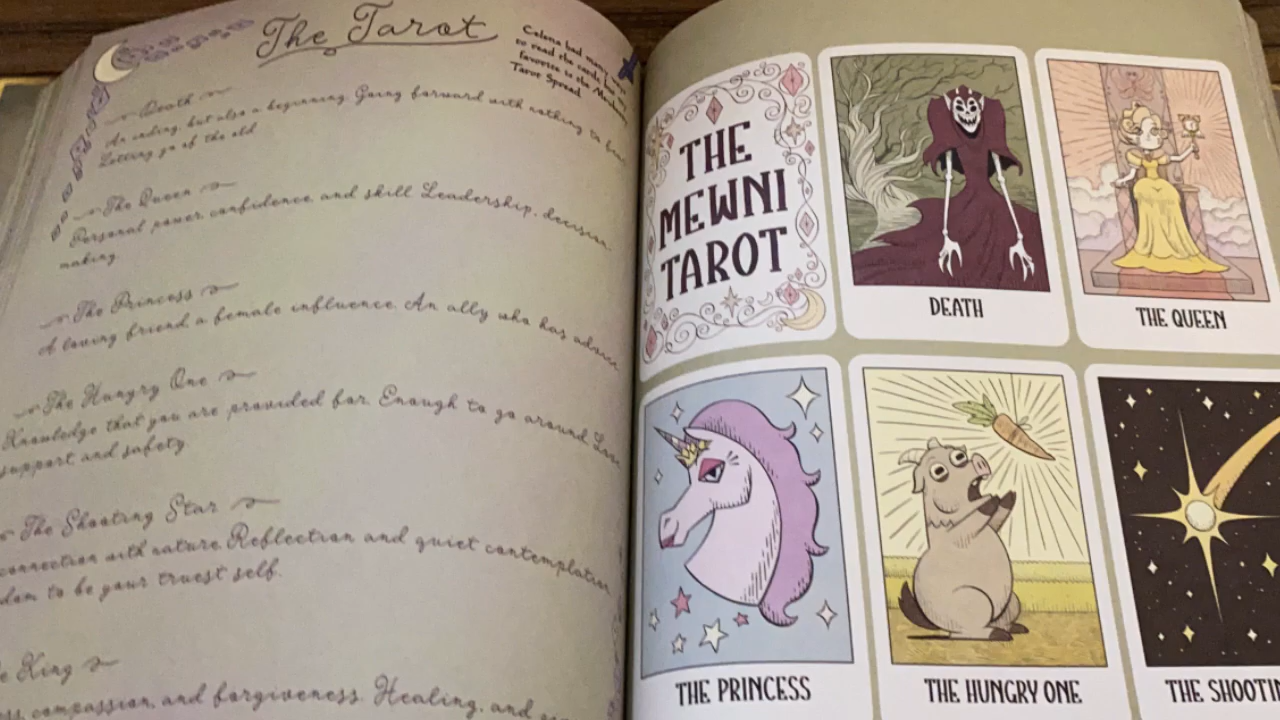 The Tarot
Celena had many ways
to read the cards, but my
favorite is the
Tarot Spread.
Death
An ending, but also a beginning. Going forward with nothing to
Letting go of the old.
The Queen
Personal power, confidence and skill. Leadership, decision
making.
The Princess
A loving friend, a female influence. An ally who has advice.
The Hungry One
Knowledge that you are provided for. Enough to go around.
support and safety.
The Shooting Star
connection with nature. Reflection and quiet contemplation
to be your truest self.
King
compassion, and forgiveness. Healing, and
THE
MEWNI
TAROT
DEATH
THE QUEEN
THE PRINCESS
THE HUNGRY ONE
THE SHOOTIN